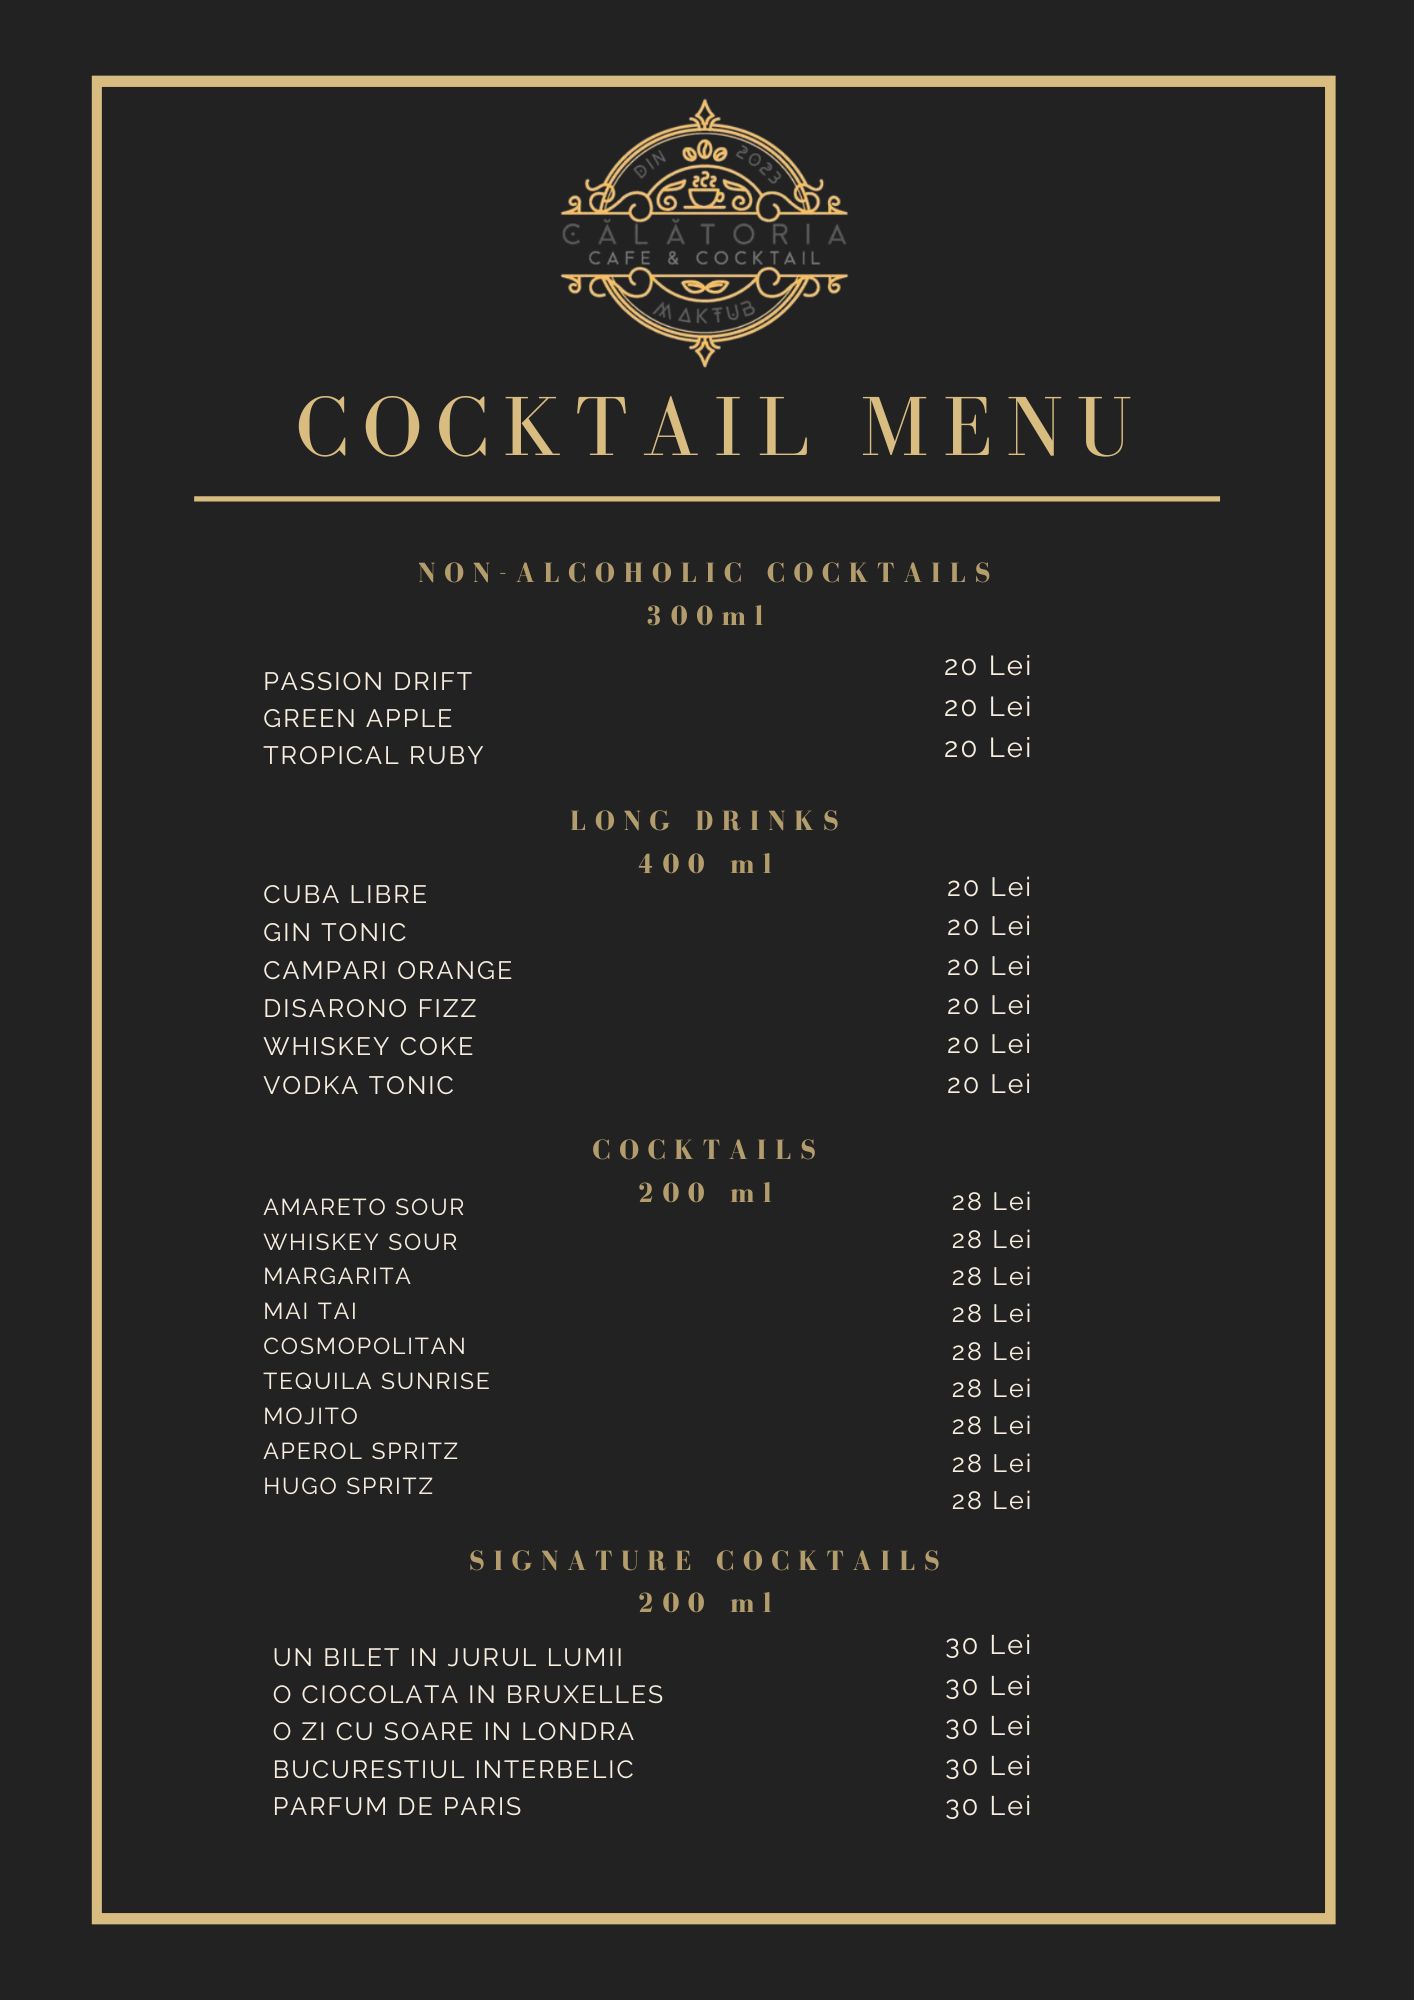 DIN 2023
CĂLĂTORIA
CAFE & COCKTAIL
MAKTUB
COCKTAIL MENU
NON-ALCOHOLIC COCKTAILS
300ml
PASSION DRIFT 20 Lei
GREEN APPLE 20 Lei
TROPICAL RUBY 20 Lei
LONG DRINKS
400 ml
CUBA LIBRE 20 Lei
GIN TONIC 20 Lei
CAMPARI ORANGE 20 Lei
DISARONO FIZZ 20 Lei
WHISKEY COKE 20 Lei
VODKA TONIC 20 Lei
COCKTAILS
200 ml
AMARETO SOUR 28 Lei
WHISKEY SOUR 28 Lei
MARGARITA 28 Lei
MAI TAI 28 Lei
COSMOPOLITAN 28 Lei
TEQUILA SUNRISE 28 Lei
MOJITO 28 Lei
APEROL SPRITZ 28 Lei
HUGO SPRITZ 28 Lei
SIGNATURE COCKTAILS
200 ml
UN BILET IN JURUL LUMII 30 Lei
O CIOCOLATA IN BRUXELLES 30 Lei
O ZI CU SOARE IN LONDRA 30 Lei
BUCURESTIUL INTERBELIC 30 Lei
PARFUM DE PARIS 30 Lei